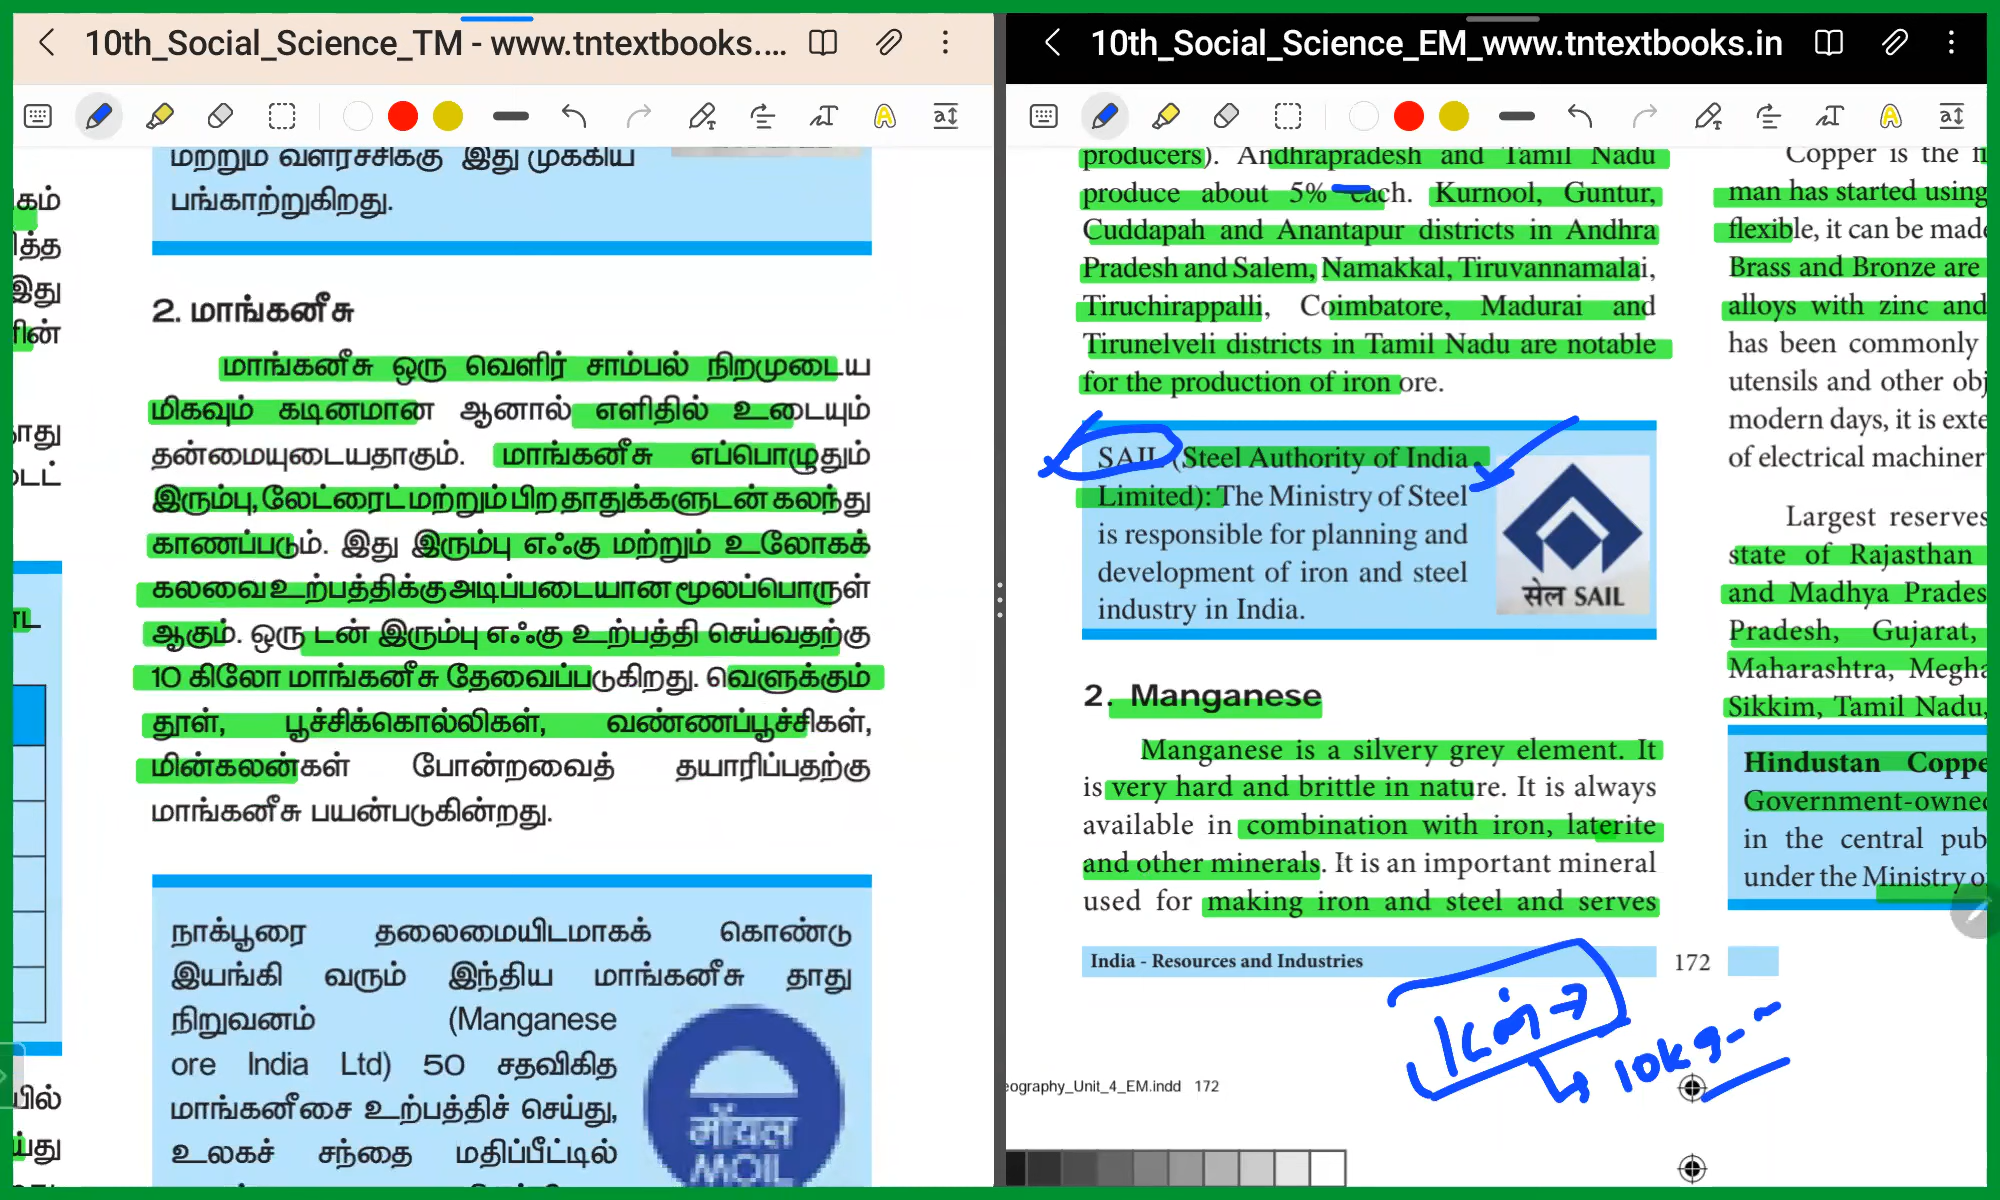 10th_Social_Science_TM - www.tntextbooks....
மற்றும் வளர்ச்சிக்கு இது முக்கிய
பங்காற்றுகிறது.
2. மாங்கனீசு
மாங்கனீசு ஒரு வெளிர் சாம்பல் நிறமுடைய
மிகவும் கடினமான ஆனால் எளிதில் உடையும்
தன்மையுடையதாகும். மாங்கனீசு எப்பொழுதும்
இரும்பு, லேட்ரைட் மற்றும் பிற தாதுக்களுடன் கலந்து
காணப்படும். இது இரும்பு எஃகு மற்றும் உலோகக்
கலவை உற்பத்திக்கு அடிப்படையான மூலப்பொருள்
ஆகும். ஒரு டன் இரும்பு எஃகு உற்பத்தி செய்வதற்கு
10 கிலோ மாங்கனீசு தேவைப்படுகிறது. வெளுக்கும்
தூள், பூச்சிக்கொல்லிகள், வண்ணப்பூச்சிகள்,
மின்கலன்கள் போன்றவைத் தயாரிப்பதற்கு
மாங்கனீசு பயன்படுகின்றது.
நாக்பூரை தலைமையிடமாகக் கொண்டு
இயங்கி வரும் இந்திய மாங்கனீசு தாது
நிறுவனம் (Manganese
ore India Ltd) 50 சதவிகித
மாங்கனீசை உற்பத்திச் செய்து,
உலகச் சந்தை மதிப்பீட்டில்
मॉयल
MOIL
10th_Social_Science_EM_www.tntextbooks.in
producers). Andhrapradesh and Tamil Nadu
produce about 5% each. Kurnool, Guntur,
Cuddapah and Anantapur districts in Andhra
Pradesh and Salem, Namakkal, Tiruvannamalai,
Tiruchirappalli, Coimbatore, Madurai and
Tirunelveli districts in Tamil Nadu are notable
for the production of iron ore.
SAIL (Steel Authority of India
Limited): The Ministry of Steel
is responsible for planning and
development of iron and steel
industry in India.
सेल SAIL
2. Manganese
Manganese is a silvery grey element. It
is very hard and brittle in nature. It is always
available in combination with iron, laterite
and other minerals. It is an important mineral
used for making iron and steel and serves
India - Resources and Industries 172
1 டன் →
10kg
eography_Unit_4_EM.indd 172
Copper is the
man has started using
flexible, it can be made
Brass and Bronze are
alloys with zinc and
has been commonly
utensils and other obj
modern days, it is exte
of electrical machiner
Largest reserves
state of Rajasthan
and Madhya Prades
Pradesh, Gujarat,
Maharashtra, Megha
Sikkim, Tamil Nadu,
Hindustan Coppe
Government-owned
in the central pub
under the Ministry o